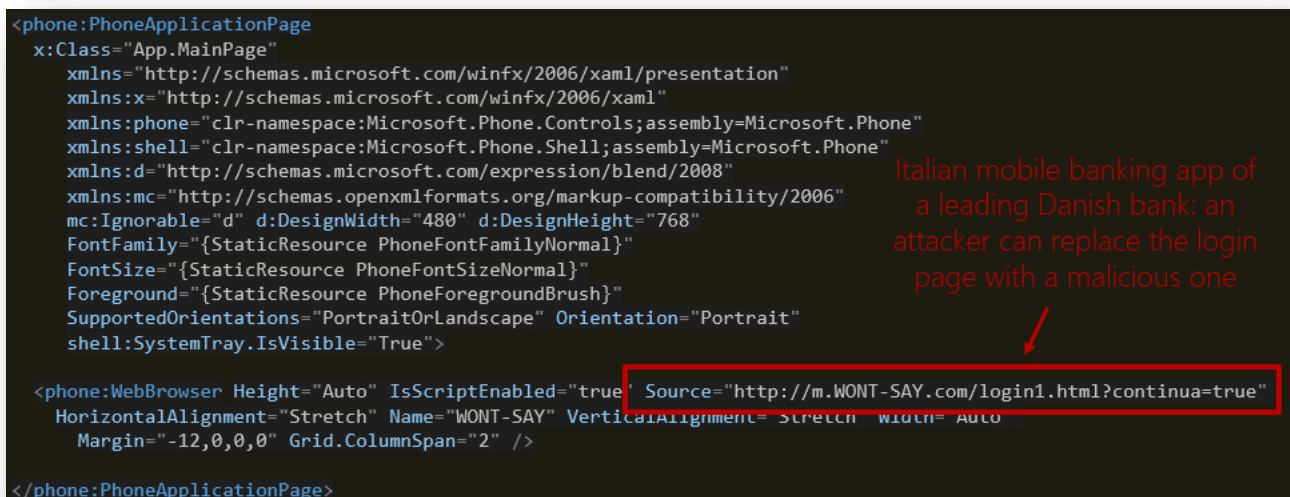 <phone:PhoneApplicationPage
x:Class="App.MainPage"
xmlns="http://schemas.microsoft.com/winfx/2006/xaml/presentation"
xmlns:x="http://schemas.microsoft.com/winfx/2006/xaml"
xmlns:phone="clr-namespace:Microsoft.Phone.Controls;assembly=Microsoft.Phone"
xmlns:shell="clr-namespace:Microsoft.Phone.Shell;assembly=Microsoft.Phone"
xmlns:d="http://schemas.microsoft.com/expression/blend/2008"
xmlns:mc="http://schemas.openxmlformats.org/markup-compatibility/2006"
mc:Ignorable="d" d:DesignWidth="480" d:DesignHeight="768"
FontFamily="{StaticResource PhoneFontFamilyNormal}"
FontSize="{StaticResource PhoneFontSizeNormal}"
Foreground="{StaticResource PhoneForegroundBrush}"
SupportedOrientations="PortraitOrLandscape" Orientation="Portrait"
shell:SystemTray.IsVisible="True">
Italian mobile banking app of
a leading Danish bank: an
attacker can replace the login
page with a malicious one
<phone:WebBrowser Height="Auto" IsScriptEnabled="true" Source="http://m.WONT-SAY.com/login1.html?continua=true"
HorizontalAlignment="Stretch" Name="WONT-SAY" VerticalAlignment="Stretch" Width="Auto"
Margin="-12,0,0,0" Grid.ColumnSpan="2" />
</phone:PhoneApplicationPage>